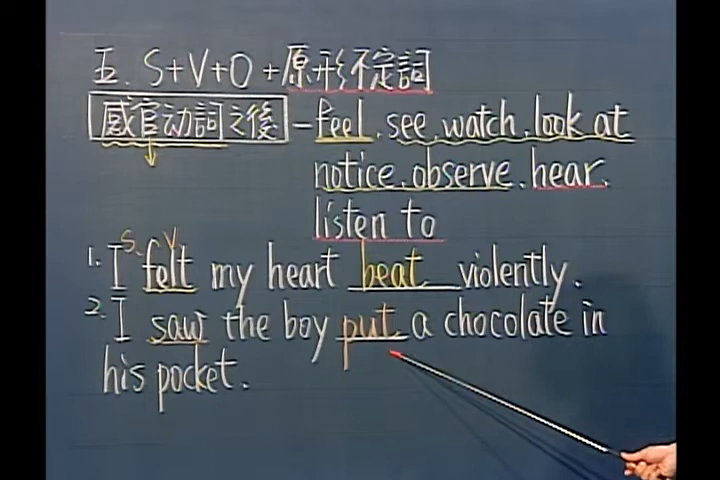 五. S+V+O+原形不定詞
感官动詞之後 - feel. see. watch. look at
notice. observe. hear.
listen to
S. V
1. I felt my heart beat violently.
2. I saw the boy put a chocolate in
his pocket.